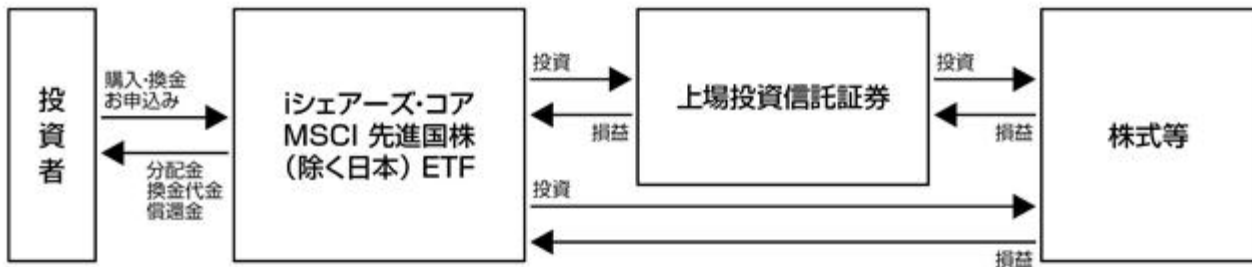 投資者
購入・換金
お申込み
分配金
換金代金
償還金
iシェアーズ・コア
MSCI 先進国株
（除く日本）ETF
投資
損益
上場投資信託証券
投資
損益
投資
損益
株式等